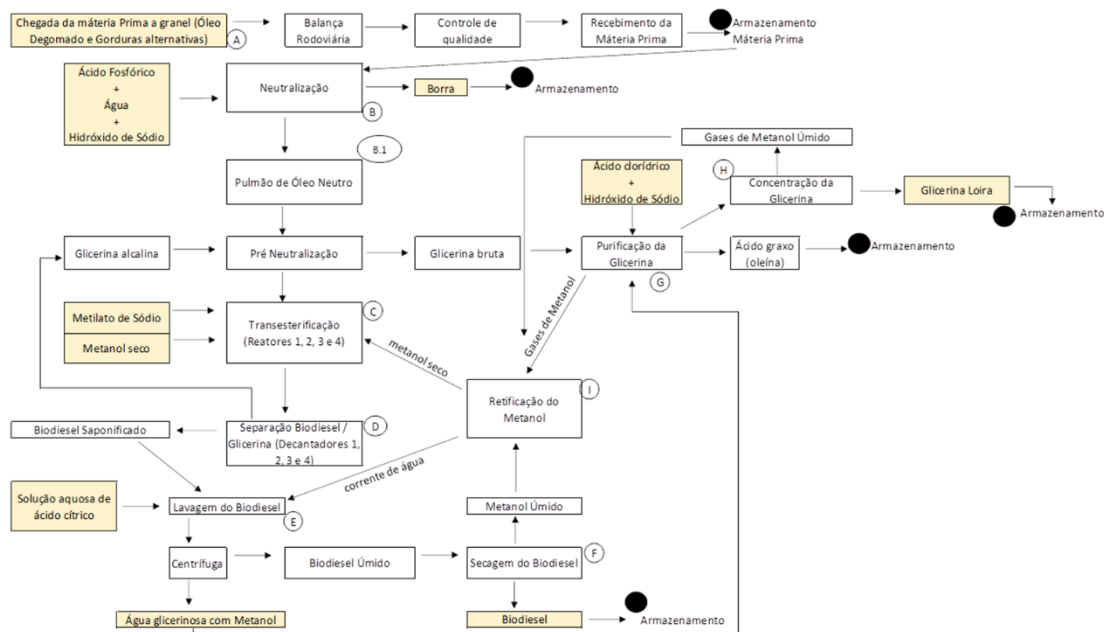 Chegada da máteria Prima a granel (Óleo
Degomado e Gorduras alternativas)
A
Balança
Rodoviária
Controle de
qualidade
Recebimento da
Máteria Prima
Armazenamento
Máteria Prima
Ácido Fosfórico
+
Água
+
Hidróxido de Sódio
Neutralização
B
Borra
Armazenamento
B.1
Pulmão de Óleo Neutro
Gases de Metanol Úmido
Ácido clorídrico
+
Hidróxido de Sódio
H
Concentração da
Glicerina
Glicerina Loira
Armazenamento
Glicerina alcalina
Pré Neutralização
Glicerina bruta
Purificação da
Glicerina
G
Ácido graxo
(oleína)
Armazenamento
Metilato de Sódio
Metanol seco
Transesterificação
(Reatores 1, 2, 3 e 4)
C
metanol seco
Gases de Metanol
Retificação do
Metanol
I
Biodiesel Saponificado
Separação Biodiesel /
Glicerina (Decantadores 1,
2, 3 e 4)
D
corrente de água
Solução aquosa de
ácido cítrico
Lavagem do Biodiesel
E
Metanol Úmido
Centrífuga
Biodiesel Úmido
Secagem do Biodiesel
F
Água glicerinosa com Metanol
Biodiesel
Armazenamento